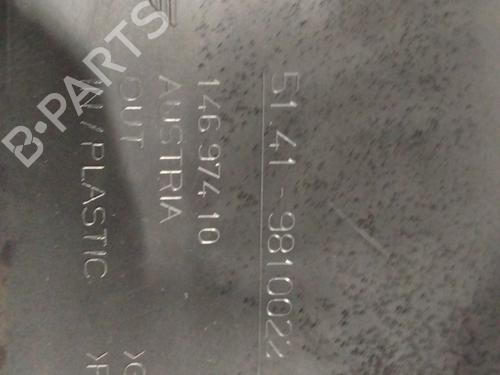 B-PARTS
51.41 - 9810022
146 974 10
AUSTRIA
OUT
W/PLASTIC